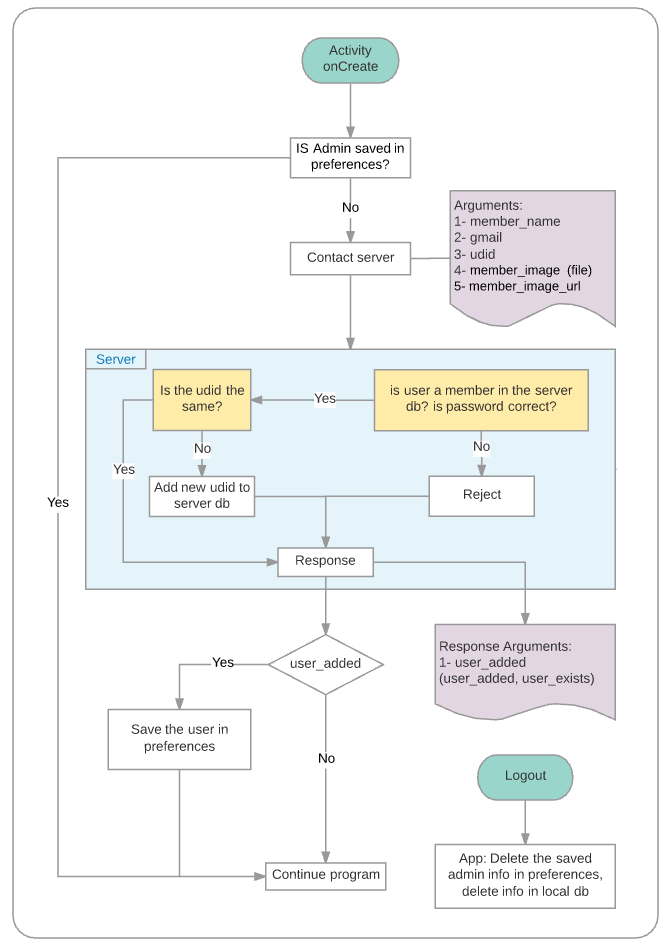 Activity
onCreate
IS Admin saved in
preferences?
No
Contact server
Arguments:
1- member_name
2- gmail
3- udid
4- member_image (file)
5- member_image_url
Server
Is the udid the
same?
Yes
is user a member in the server
db? is password correct?
No
No
Yes
Add new udid to
server db
Reject
Yes
Response
Response Arguments:
1- user_added
(user_added, user_exists)
user_added
Yes
Save the user in
preferences
No
Logout
Continue program
App: Delete the saved
admin info in preferences,
delete info in local db